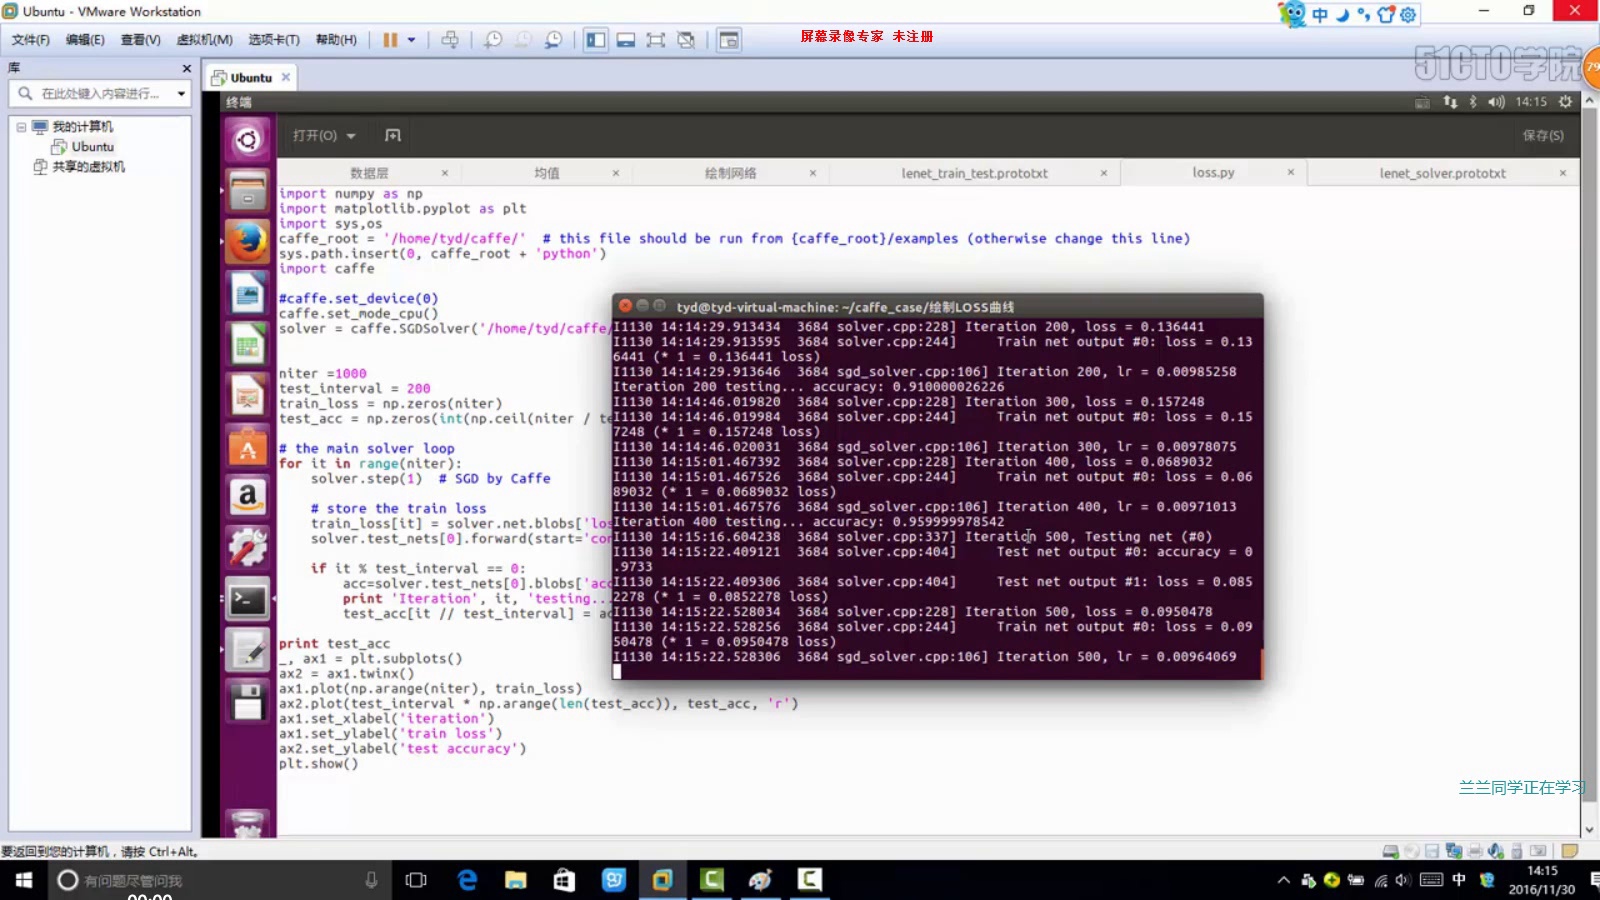 Ubuntu - VMware Workstation
中
文件(F) 编辑(E) 查看(V) 虚拟机(M) 选项卡(T) 帮助(H)
屏幕录像专家 未注册
51CTO学院
79
库
Ubuntu
在此处键入内容进行...
我的计算机
Ubuntu
共享的虚拟机
终端
14:15
打开(O)
保存(S)
数据层
均值
绘制网络
lenet_train_test.prototxt
loss.py
lenet_solver.prototxt
import numpy as np
import matplotlib.pyplot as plt
import sys,os
caffe_root = '/home/tyd/caffe/'  # this file should be run from {caffe_root}/examples (otherwise change this line)
sys.path.insert(0, caffe_root + 'python')
import caffe
#caffe.set_device(0)
caffe.set_mode_cpu()
solver = caffe.SGDSolver('/home/tyd/caffe/
niter =1000
test_interval = 200
train_loss = np.zeros(niter)
test_acc = np.zeros(int(np.ceil(niter / te
# the main solver loop
for it in range(niter):
solver.step(1)  # SGD by Caffe
# store the train loss
train_loss[it] = solver.net.blobs['los
solver.test_nets[0].forward(start='con
if it % test_interval == 0:
acc=solver.test_nets[0].blobs['acc
print 'Iteration', it, 'testing...
test_acc[it // test_interval] = ac
print test_acc
_, ax1 = plt.subplots()
ax2 = ax1.twinx()
ax1.plot(np.arange(niter), train_loss)
ax2.plot(test_interval * np.arange(len(test_acc)), test_acc, 'r')
ax1.set_xlabel('iteration')
ax1.set_ylabel('train loss')
ax2.set_ylabel('test accuracy')
plt.show()
tyd@tyd-virtual-machine: ~/caffe_case/绘制LOSS曲线
I1130 14:14:29.913434  3684 solver.cpp:228] Iteration 200, loss = 0.136441
I1130 14:14:29.913595  3684 solver.cpp:244]     Train net output #0: loss = 0.13
6441 (* 1 = 0.136441 loss)
I1130 14:14:29.913646  3684 sgd_solver.cpp:106] Iteration 200, lr = 0.00985258
Iteration 200 testing... accuracy: 0.910000026226
I1130 14:14:46.019820  3684 solver.cpp:228] Iteration 300, loss = 0.157248
I1130 14:14:46.019984  3684 solver.cpp:244]     Train net output #0: loss = 0.15
7248 (* 1 = 0.157248 loss)
I1130 14:14:46.020031  3684 sgd_solver.cpp:106] Iteration 300, lr = 0.00978075
I1130 14:15:01.467392  3684 solver.cpp:228] Iteration 400, loss = 0.0689032
I1130 14:15:01.467526  3684 solver.cpp:244]     Train net output #0: loss = 0.06
89032 (* 1 = 0.0689032 loss)
I1130 14:15:01.467576  3684 sgd_solver.cpp:106] Iteration 400, lr = 0.00971013
Iteration 400 testing... accuracy: 0.959999978542
I1130 14:15:16.604238  3684 solver.cpp:337] Iteration 500, Testing net (#0)
I1130 14:15:22.409121  3684 solver.cpp:404]     Test net output #0: accuracy = 0
.9733
I1130 14:15:22.409306  3684 solver.cpp:404]     Test net output #1: loss = 0.085
2278 (* 1 = 0.0852278 loss)
I1130 14:15:22.528034  3684 solver.cpp:228] Iteration 500, loss = 0.0950478
I1130 14:15:22.528256  3684 solver.cpp:244]     Train net output #0: loss = 0.09
50478 (* 1 = 0.0950478 loss)
I1130 14:15:22.528306  3684 sgd_solver.cpp:106] Iteration 500, lr = 0.00964069
兰兰同学正在学习
要返回到您的计算机，请按 Ctrl+Alt。
有问题尽管问我
中
14:15
2016/11/30